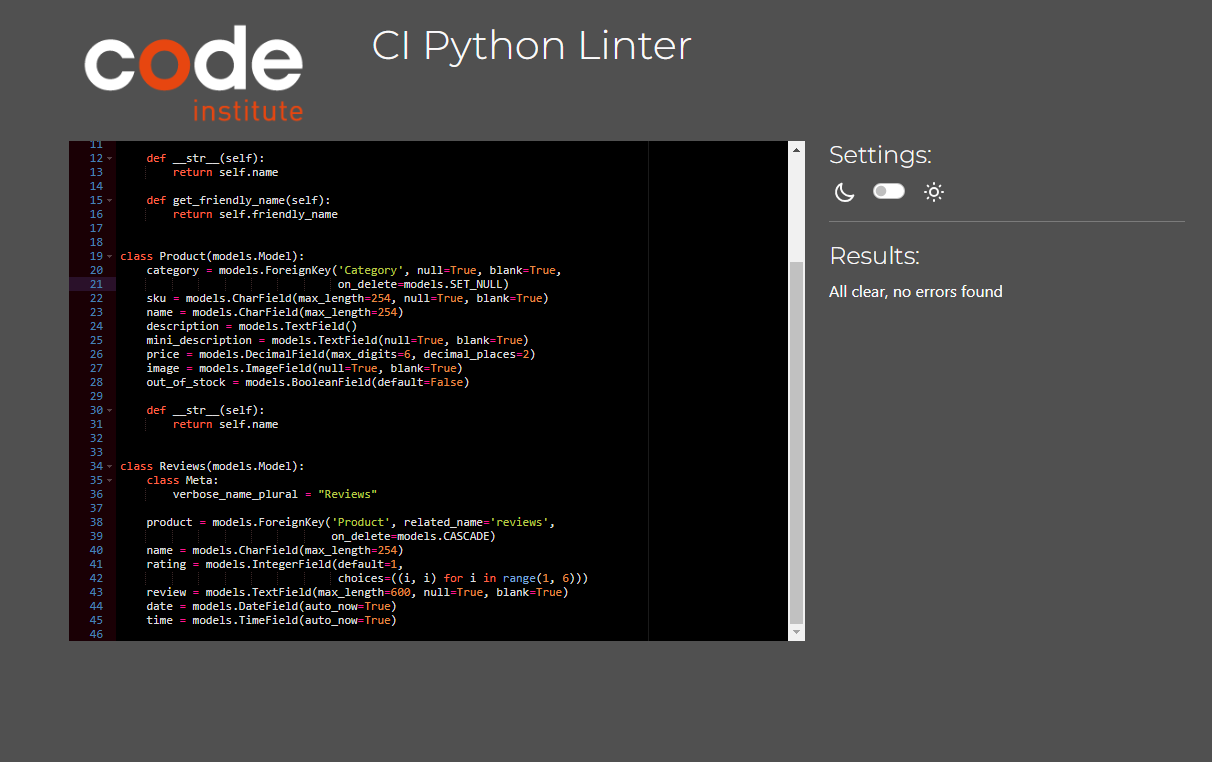 code
institute
CI Python Linter
11
12 def __str__(self):
13 return self.name
14
15 def get_friendly_name(self):
16 return self.friendly_name
17
18
19 class Product(models.Model):
20 category = models.ForeignKey('Category', null=True, blank=True,
21 on_delete=models.SET_NULL)
22 sku = models.CharField(max_length=254, null=True, blank=True)
23 name = models.CharField(max_length=254)
24 description = models.TextField()
25 mini_description = models.TextField(null=True, blank=True)
26 price = models.DecimalField(max_digits=6, decimal_places=2)
27 image = models.ImageField(null=True, blank=True)
28 out_of_stock = models.BooleanField(default=False)
29
30 def __str__(self):
31 return self.name
32
33
34 class Reviews(models.Model):
35 class Meta:
36 verbose_name_plural = "Reviews"
37
38 product = models.ForeignKey('Product', related_name='reviews',
39 on_delete=models.CASCADE)
40 name = models.CharField(max_length=254)
41 rating = models.IntegerField(default=1,
42 choices=((i, i) for i in range(1, 6)))
43 review = models.TextField(max_length=600, null=True, blank=True)
44 date = models.DateField(auto_now=True)
45 time = models.TimeField(auto_now=True)
46
Settings:
Results:
All clear, no errors found